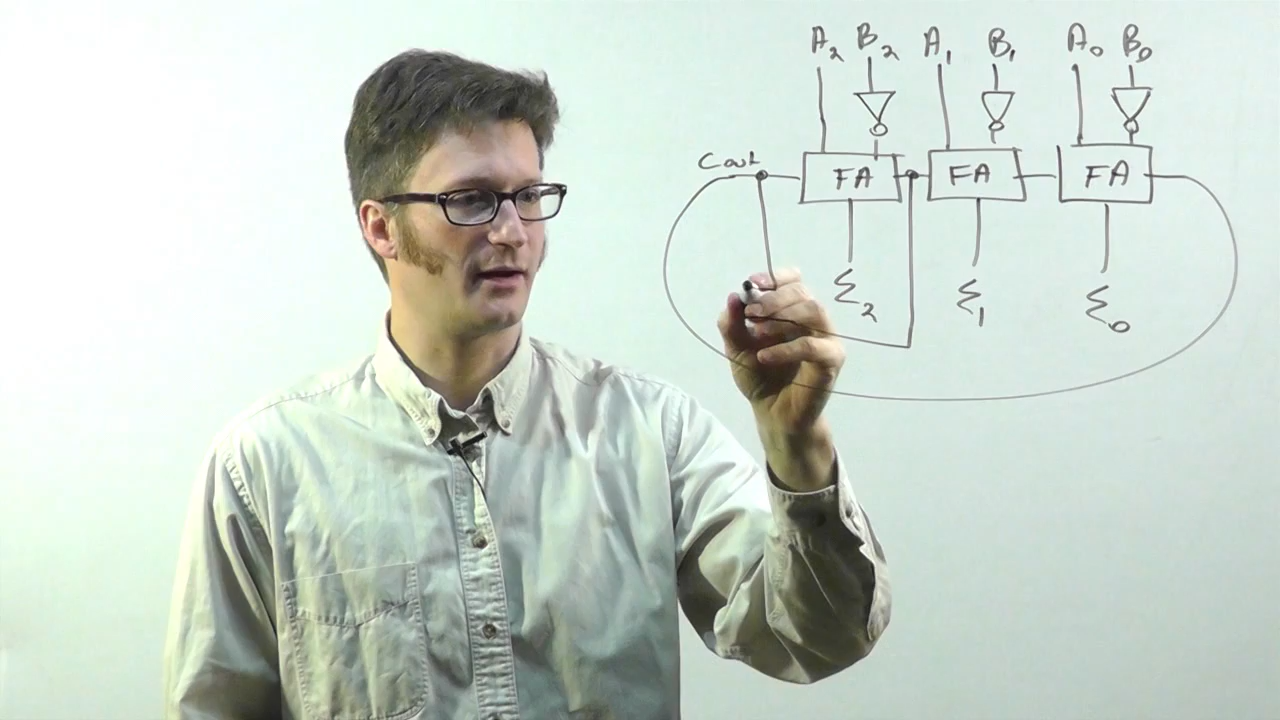 A₂ B₂ A₁ B₁ A₀ B₀
Cout FA FA FA
Σ₂ Σ₁ Σ₀